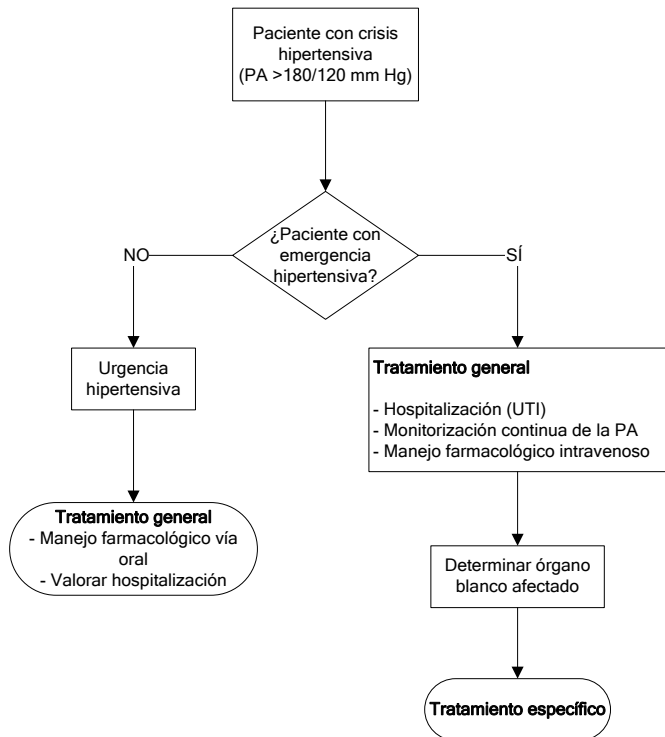 Paciente con crisis
hipertensiva
(PA >180/120 mm Hg)
¿Paciente con
emergencia
hipertensiva?
NO
SÍ
Urgencia
hipertensiva
Tratamiento general
- Manejo farmacológico vía
oral
- Valorar hospitalización
Tratamiento general
- Hospitalización (UTI)
- Monitorización continua de la PA
- Manejo farmacológico intravenoso
Determinar órgano
blanco afectado
Tratamiento específico